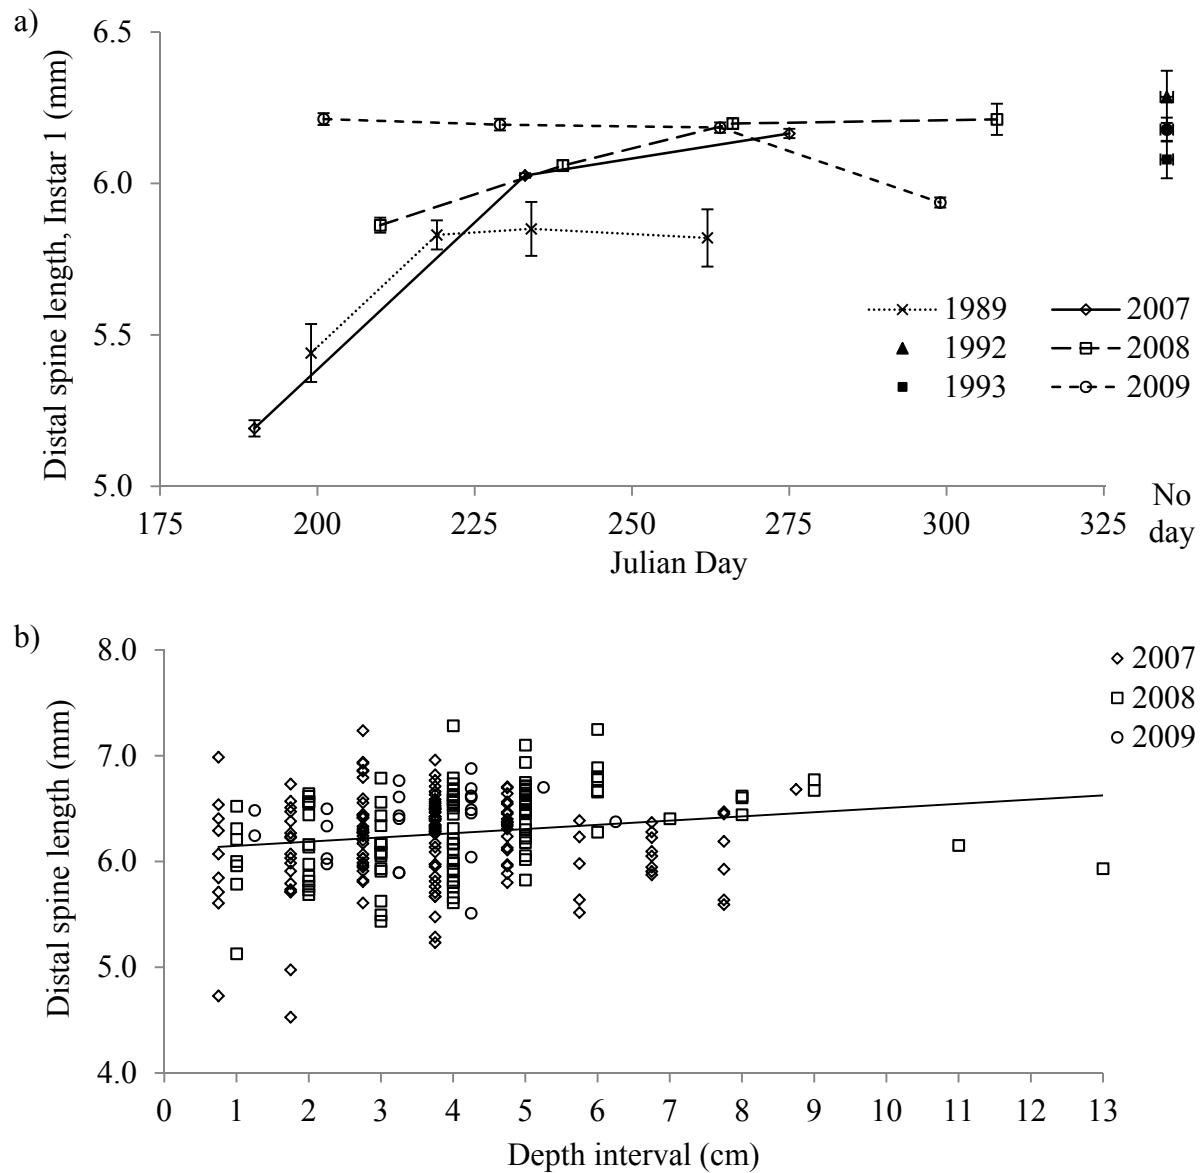 a)
Distal spine length, Instar 1 (mm)
6.5
6.0
5.5
5.0
175 200 225 250 275 300 325 No day
Julian Day
1989 2007
1992 2008
1993 2009
b)
Distal spine length (mm)
8.0
7.0
6.0
5.0
4.0
2007
2008
2009
0 1 2 3 4 5 6 7 8 9 10 11 12 13
Depth interval (cm)